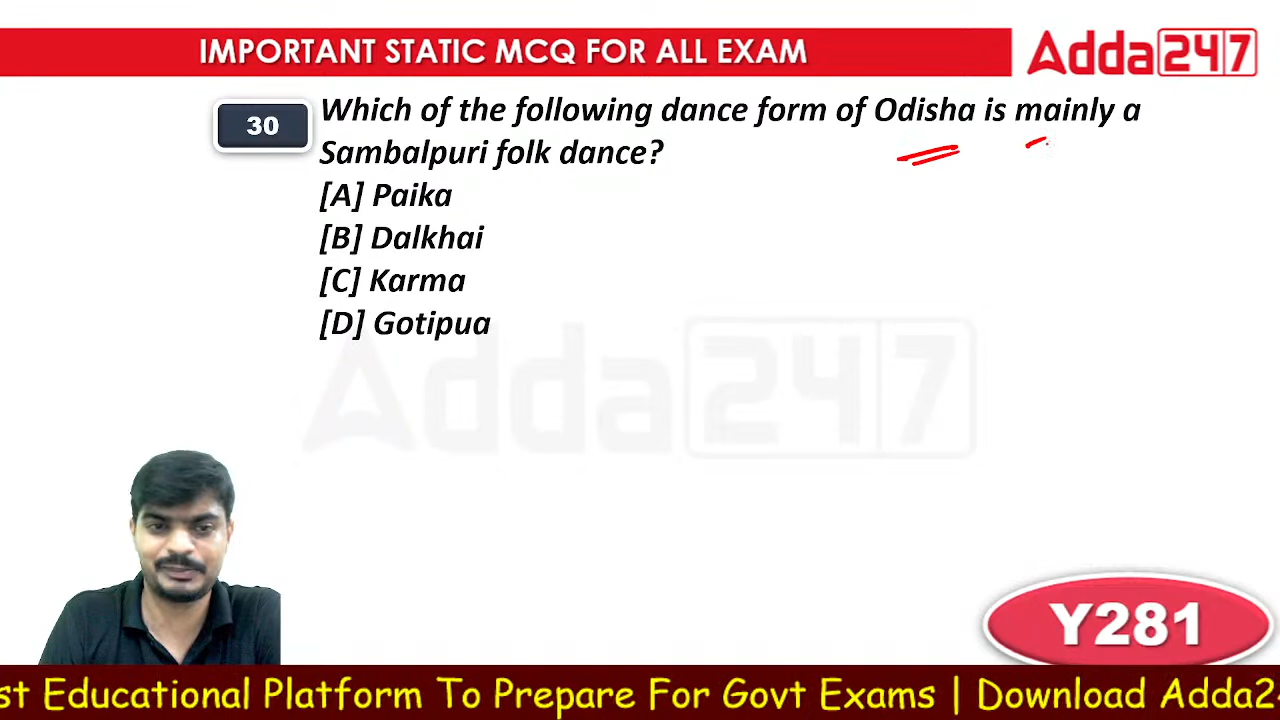 IMPORTANT STATIC MCQ FOR ALL EXAM
Adda247
30
Which of the following dance form of Odisha is mainly a
Sambalpuri folk dance?
[A] Paika
[B] Dalkhai
[C] Karma
[D] Gotipua
Adda247
Y281
st Educational Platform To Prepare For Govt Exams | Download Adda2